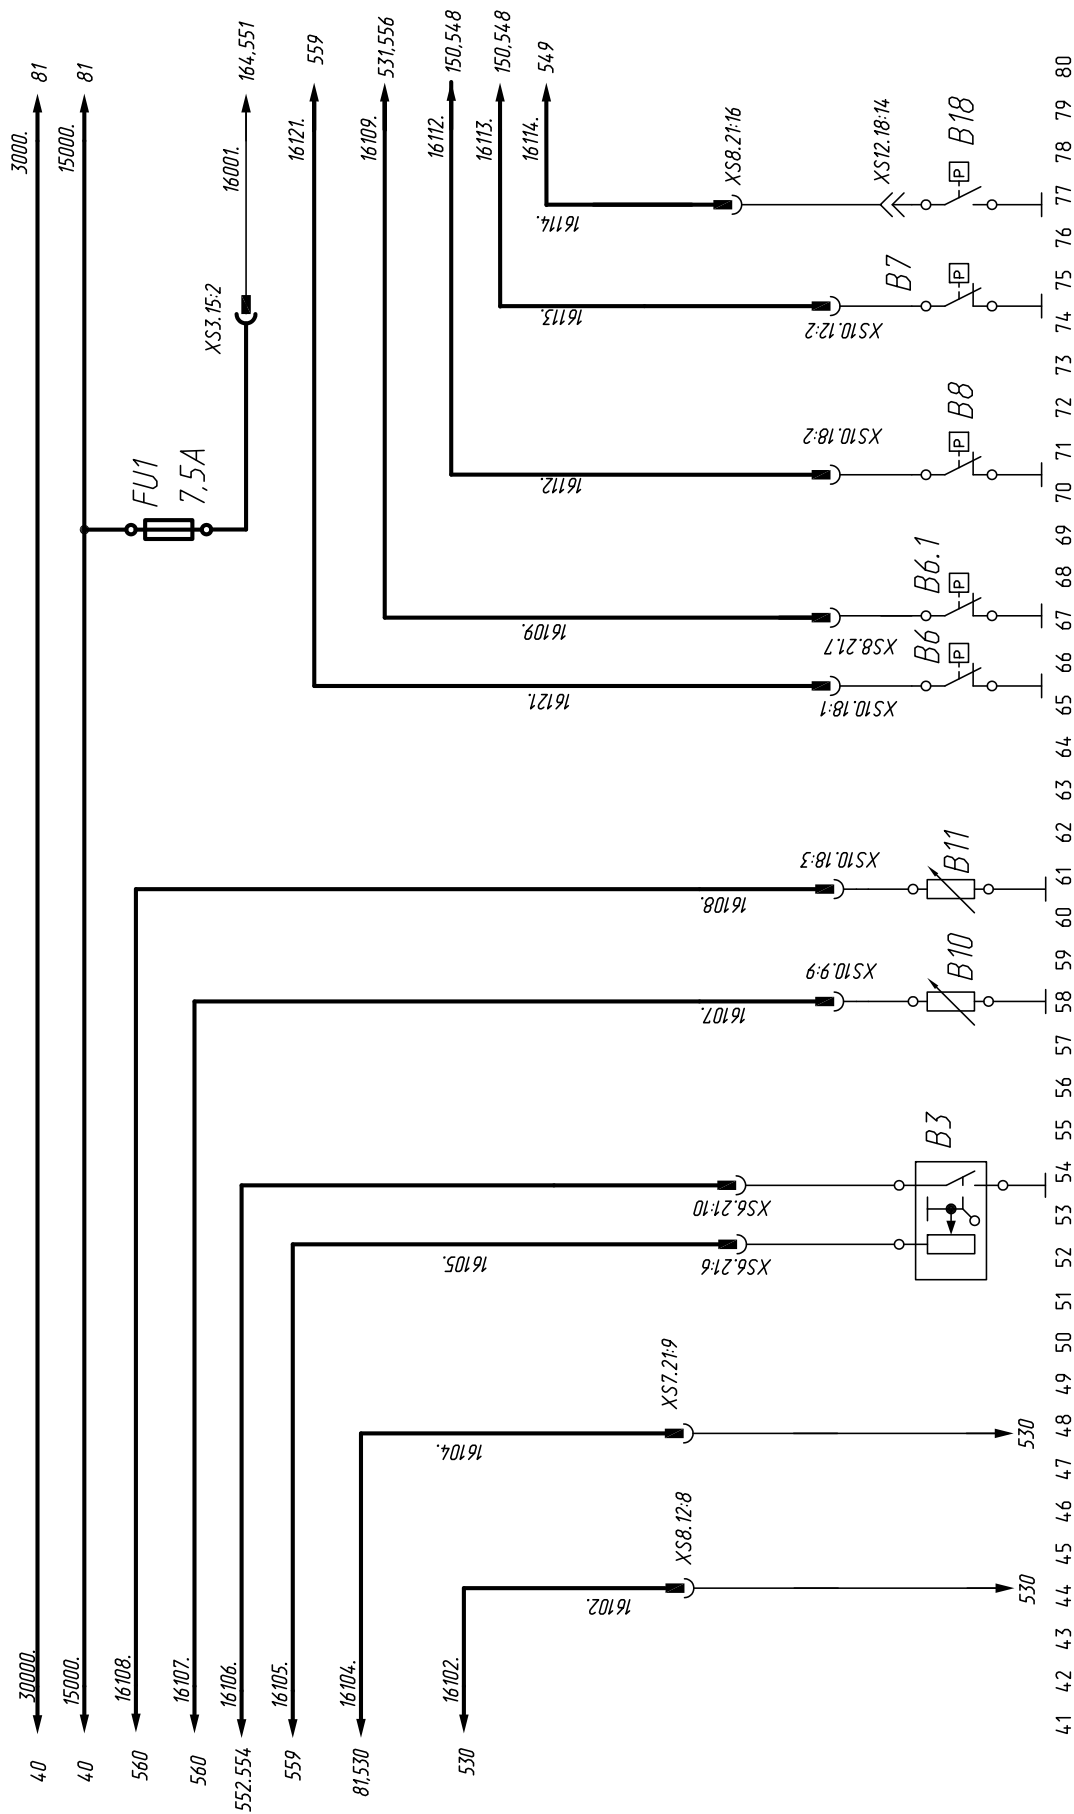 3000.
81
15000.
81
16001.
164,551
XS3.15:2
FU1
7,5A
16121.
559
16109.
531,556
16112.
150,548
16113.
150,548
16114.
549
16114.
XS8.21:16
XS12.18:14
B18
16113.
XS10.12:2
B7
16112.
XS10.18:2
B8
16109.
XS8.21.7
B6.1
16121.
XS10.18:1
B6
P
P
P
P
P
16108.
XS10.18:3
B11
16107.
XS10.9:9
B10
XS6.21:10
B3
16105.
XS6.21:6
16104.
XS7.21:9
530
16102.
XS8.12:8
530
40
30000.
40
15000.
560
16108.
560
16107.
552.554
16106.
559
16105.
81,530
16104.
530
16102.
41 42 43 44 45 46 47 48 49 50 51 52 53 54 55 56 57 58 59 60 61 62 63 64 65 66 67 68 69 70 71 72 73 74 75 76 77 78 79 80